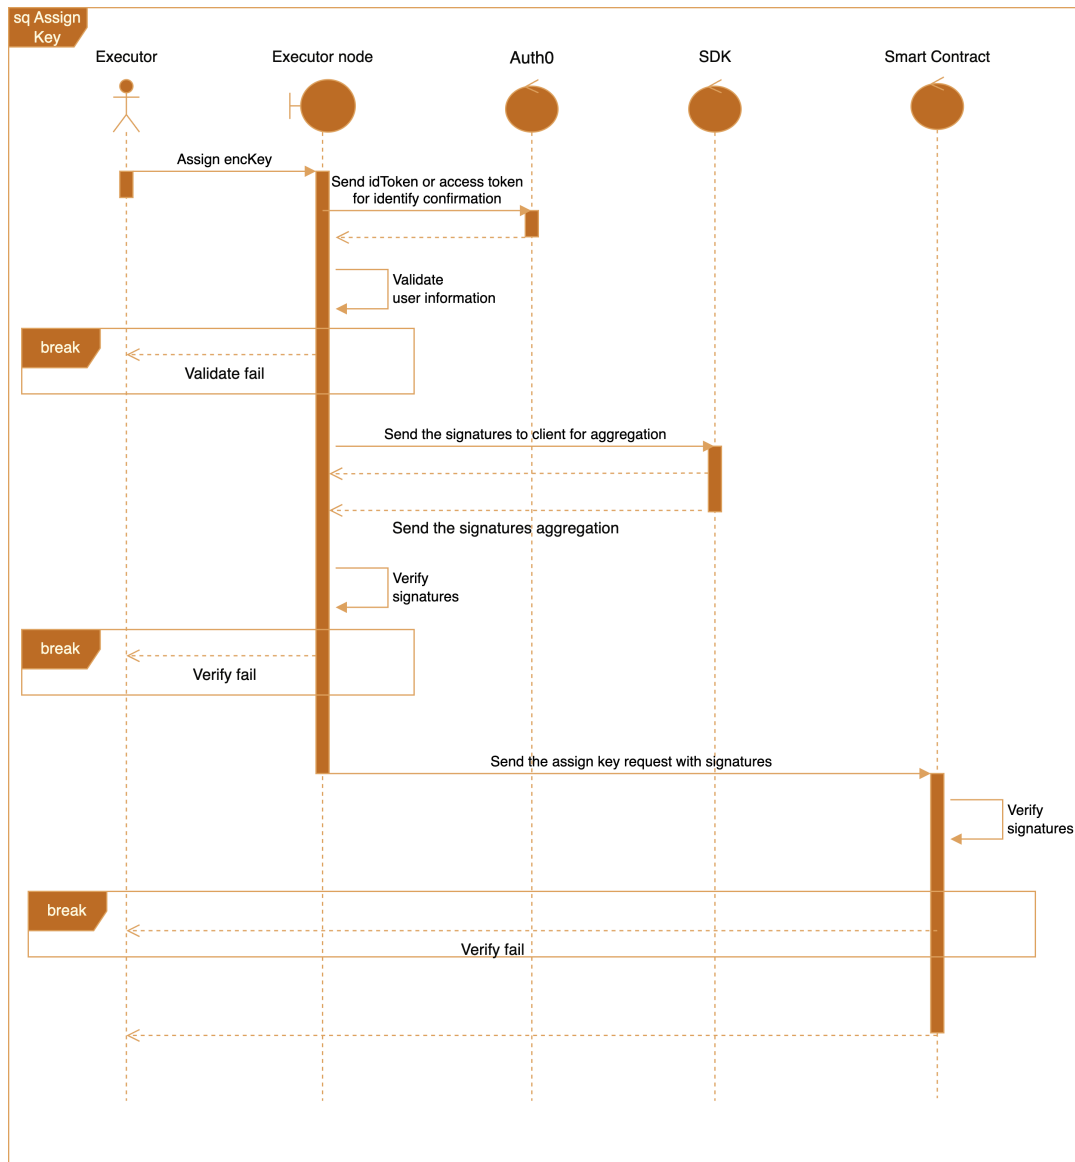 sq Assign
Key
Executor
Executor node
Auth0
SDK
Smart Contract
Assign encKey
Send idToken or access token
for identify confirmation
Validate
user information
break
Validate fail
Send the signatures to client for aggregation
Send the signatures aggregation
Verify
signatures
break
Verify fail
Send the assign key request with signatures
Verify
signatures
break
Verify fail